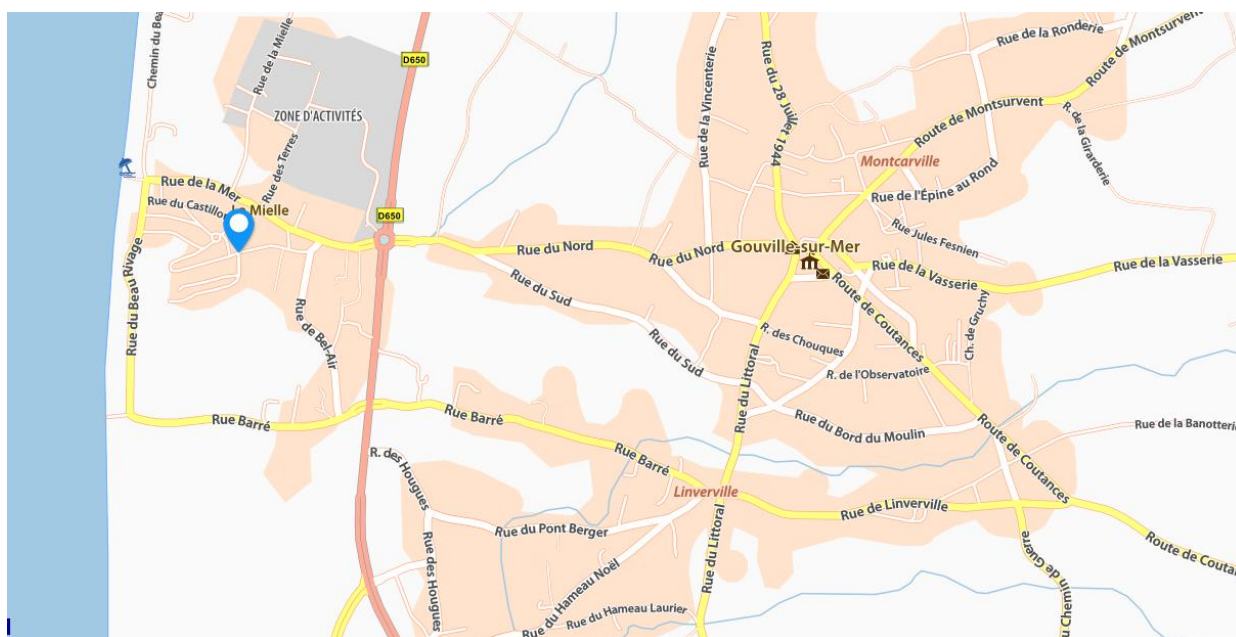 Chemin du Beau
Rue de la Mielle
D650
ZONE D'ACTIVITÉS
Rue des Terres
Rue de la Vincenterie
Rue du 28 Juillet 1944
Rue de la Ronderie
Route de Montsurvent
Route de Montsurvent
R. de la Girarderie
Montcarville
Rue de l'Épine au Rond
Rue de la Mer
Rue du Castillon
Mielle
D650
Rue Jules Fesnien
Rue du Nord
Rue du Nord
Gouville-sur-Mer
Rue de la Vasserie
Rue de la Vasserie
Rue du Beau Rivage
Rue du Sud
Rue de Bel-Air
Rue du Sud
R. des Chouques
Route de Coutances
Ch. de Gruchy
R. de l'Observatoire
Rue du Littoral
Rue Barré
Rue Barré
Rue du Bord du Moulin
Route de Coutances
Rue de la Banotterie
R. des Hougues
Rue Barré
Linverville
Rue de Linverville
Rue du Pont Berger
Rue des Hougues
Rue du Hameau Noël
Rue du Littoral
Rue du Hameau Laurier
Chemin de Guerre
u Chemin
Route de Coutan